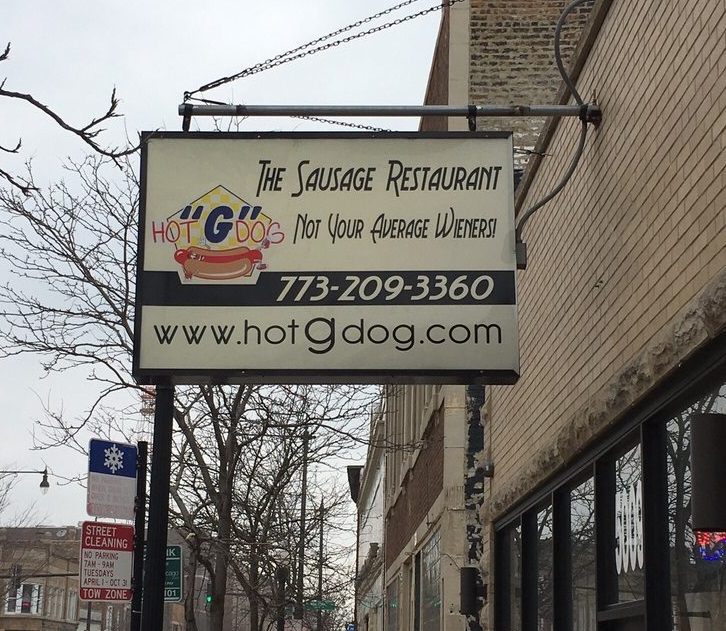 THE SAUSAGE RESTAURANT
HOT "G" DOG
NOT YOUR AVERAGE WIENERS!
773-209-3360
www.hotGdog.com
STREET
CLEANING
NO PARKING
7AM - 9AM
TUESDAYS
APRIL 1 - OCT 31
TOW ZONE